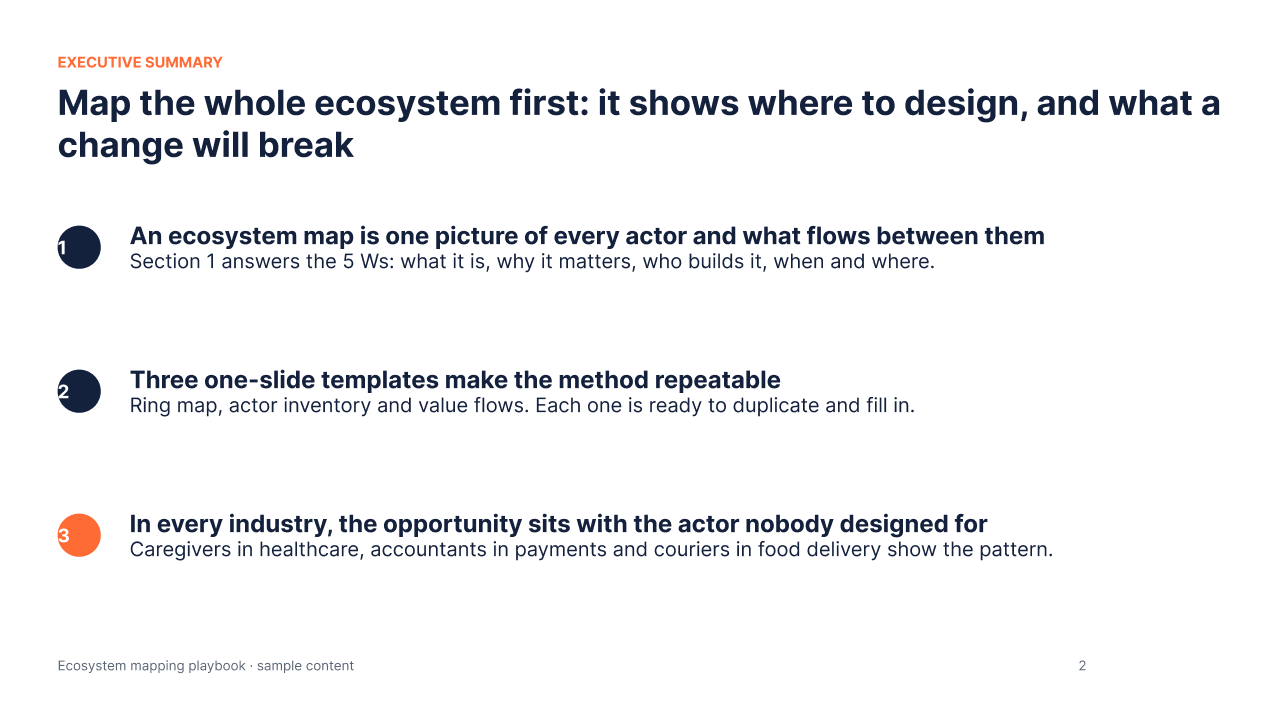 EXECUTIVE SUMMARY
Map the whole ecosystem first: it shows where to design, and what a
change will break
1
An ecosystem map is one picture of every actor and what flows between them
Section 1 answers the 5 Ws: what it is, why it matters, who builds it, when and where.
2
Three one-slide templates make the method repeatable
Ring map, actor inventory and value flows. Each one is ready to duplicate and fill in.
3
In every industry, the opportunity sits with the actor nobody designed for
Caregivers in healthcare, accountants in payments and couriers in food delivery show the pattern.
Ecosystem mapping playbook · sample content
2